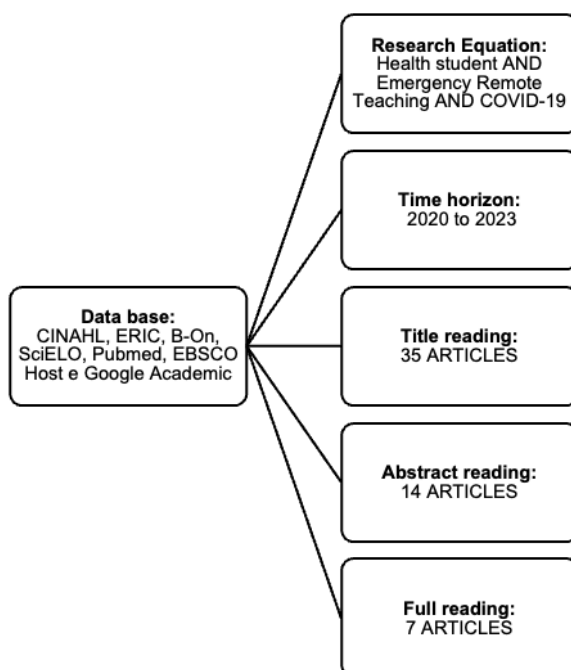 Research Equation:
Health student AND
Emergency Remote
Teaching AND COVID-19
Time horizon:
2020 to 2023
Data base:
CINAHL, ERIC, B-On,
SciELO, Pubmed, EBSCO
Host e Google Academic
Title reading:
35 ARTICLES
Abstract reading:
14 ARTICLES
Full reading:
7 ARTICLES